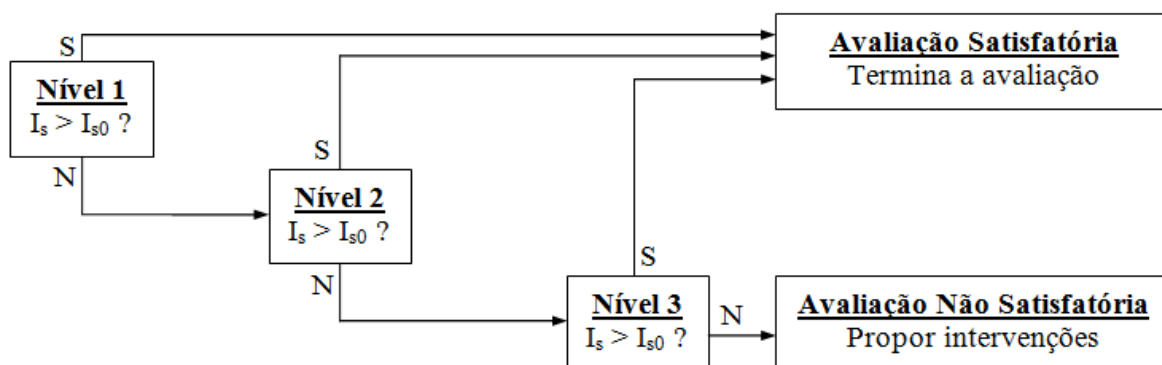 S
Avaliação Satisfatória
Termina a avaliação
Nível 1
Is > Is0 ?
N
S
Nível 2
Is > Is0 ?
N
S
Nível 3
Is > Is0 ?
N
Avaliação Não Satisfatória
Propor intervenções